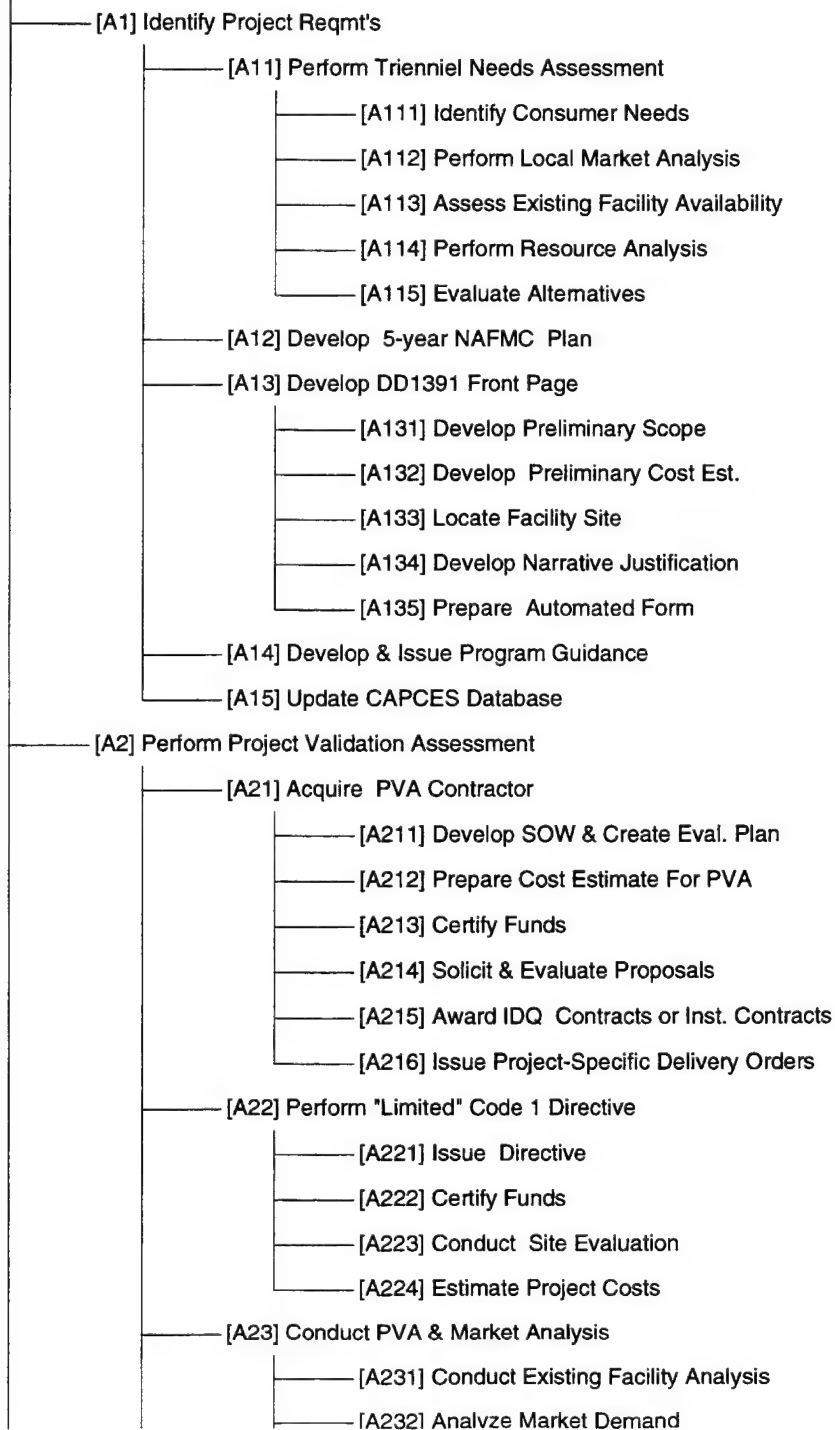 [A1] Identify Project Reqmt's
[A11] Perform Trienniel Needs Assessment
[A111] Identify Consumer Needs
[A112] Perform Local Market Analysis
[A113] Assess Existing Facility Availability
[A114] Perform Resource Analysis
[A115] Evaluate Alternatives
[A12] Develop 5-year NAFMC Plan
[A13] Develop DD1391 Front Page
[A131] Develop Preliminary Scope
[A132] Develop Preliminary Cost Est.
[A133] Locate Facility Site
[A134] Develop Narrative Justification
[A135] Prepare Automated Form
[A14] Develop & Issue Program Guidance
[A15] Update CAPCES Database
[A2] Perform Project Validation Assessment
[A21] Acquire PVA Contractor
[A211] Develop SOW & Create Eval. Plan
[A212] Prepare Cost Estimate For PVA
[A213] Certify Funds
[A214] Solicit & Evaluate Proposals
[A215] Award IDQ Contracts or Inst. Contracts
[A216] Issue Project-Specific Delivery Orders
[A22] Perform "Limited" Code 1 Directive
[A221] Issue Directive
[A222] Certify Funds
[A223] Conduct Site Evaluation
[A224] Estimate Project Costs
[A23] Conduct PVA & Market Analysis
[A231] Conduct Existing Facility Analysis
[A232] Analyze Market Demand